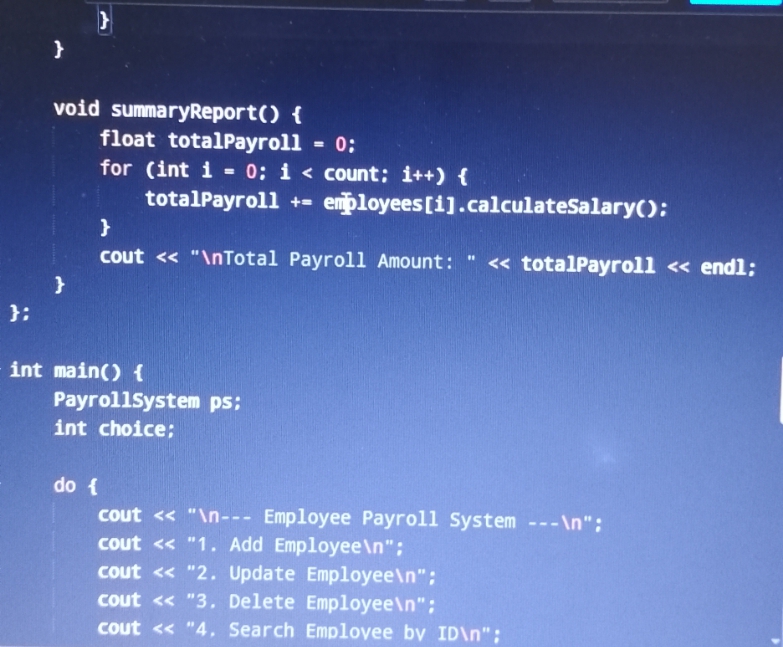 }
}
void summaryReport() {
float totalPayroll = 0;
for (int i = 0; i < count; i++) {
totalPayroll += employees[i].calculateSalary();
}
cout << "\nTotal Payroll Amount: " << totalPayroll << endl;
}
};
int main() {
PayrollSystem ps;
int choice;
do {
cout << "\n--- Employee Payroll System ---\n";
cout << "1. Add Employee\n";
cout << "2. Update Employee\n";
cout << "3. Delete Employee\n";
cout << "4. Search Employee by ID\n";